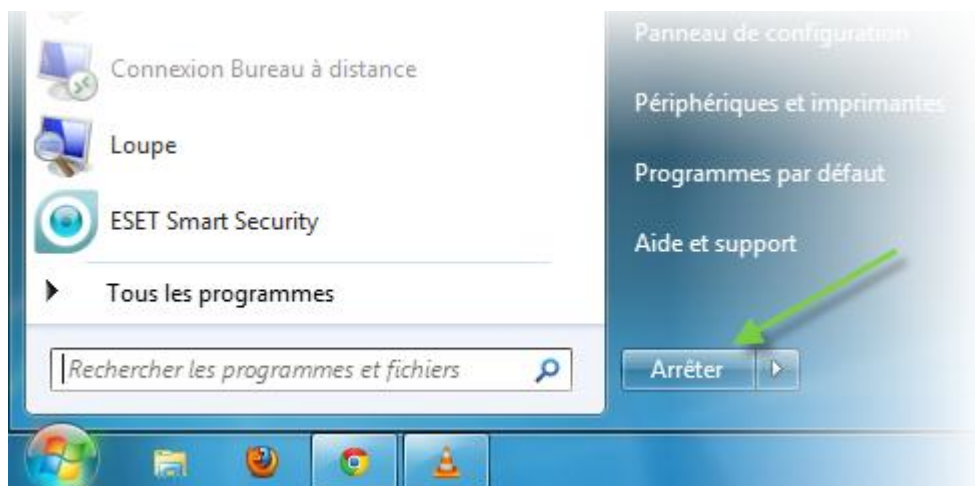 Connexion Bureau à distance
Loupe
ESET Smart Security
Tous les programmes
Rechercher les programmes et fichiers
Panneau de configuration
Périphériques et imprimantes
Programmes par défaut
Aide et support
Arrêter